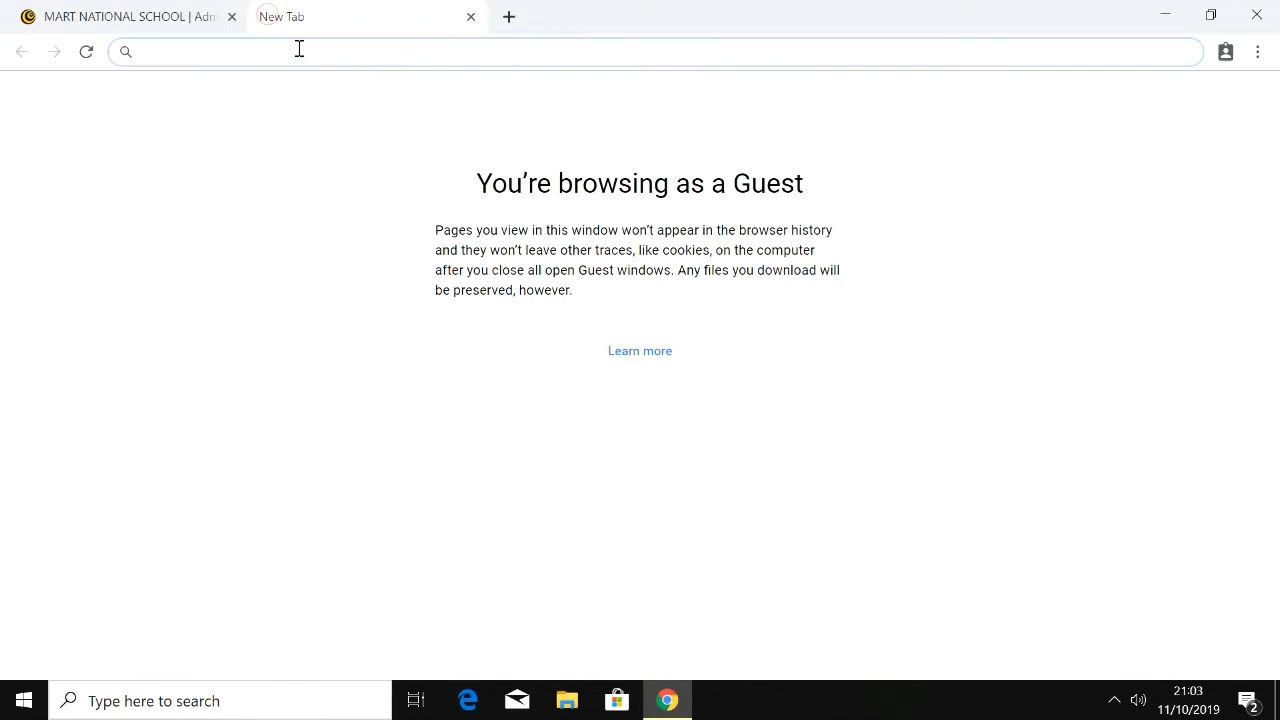 MART NATIONAL SCHOOL | Adm
New Tab
You're browsing as a Guest
Pages you view in this window won't appear in the browser history
and they won't leave other traces, like cookies, on the computer
after you close all open Guest windows. Any files you download will
be preserved, however.
Learn more
Type here to search
21:03
11/10/2019
2